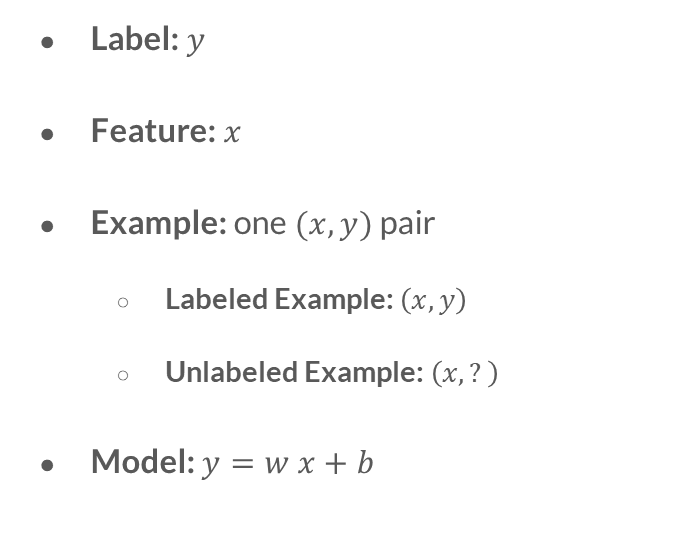 ● Label: y
● Feature: x
● Example: one (x, y) pair
○ Labeled Example: (x, y)
○ Unlabeled Example: (x, ? )
● Model: y = w x + b